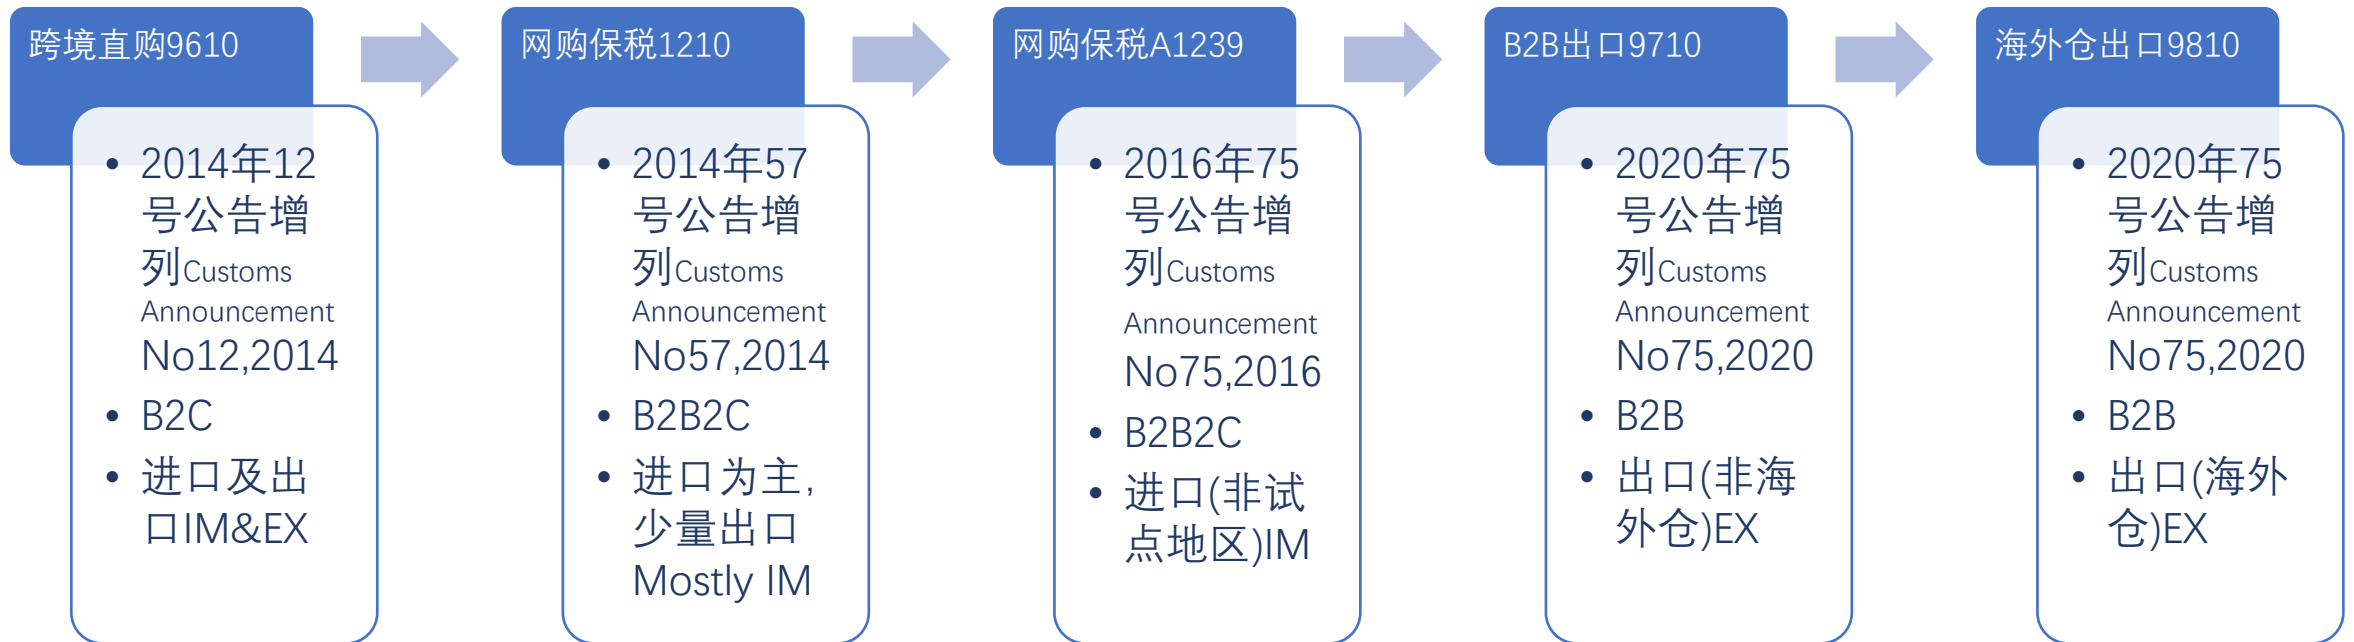 跨境直购9610
2014年12
号公告增
列Customs
Announcement
No12,2014
B2C
进口及出
口IM&EX
网购保税1210
2014年57
号公告增
列Customs
Announcement
No57,2014
B2B2C
进口为主,
少量出口
Mostly IM
网购保税A1239
2016年75
号公告增
列Customs
Announcement
No75,2016
B2B2C
进口(非试
点地区)IM
B2B出口9710
2020年75
号公告增
列Customs
Announcement
No75,2020
B2B
出口(非海
外仓)EX
海外仓出口9810
2020年75
号公告增
列Customs
Announcement
No75,2020
B2B
出口(海外
仓)EX